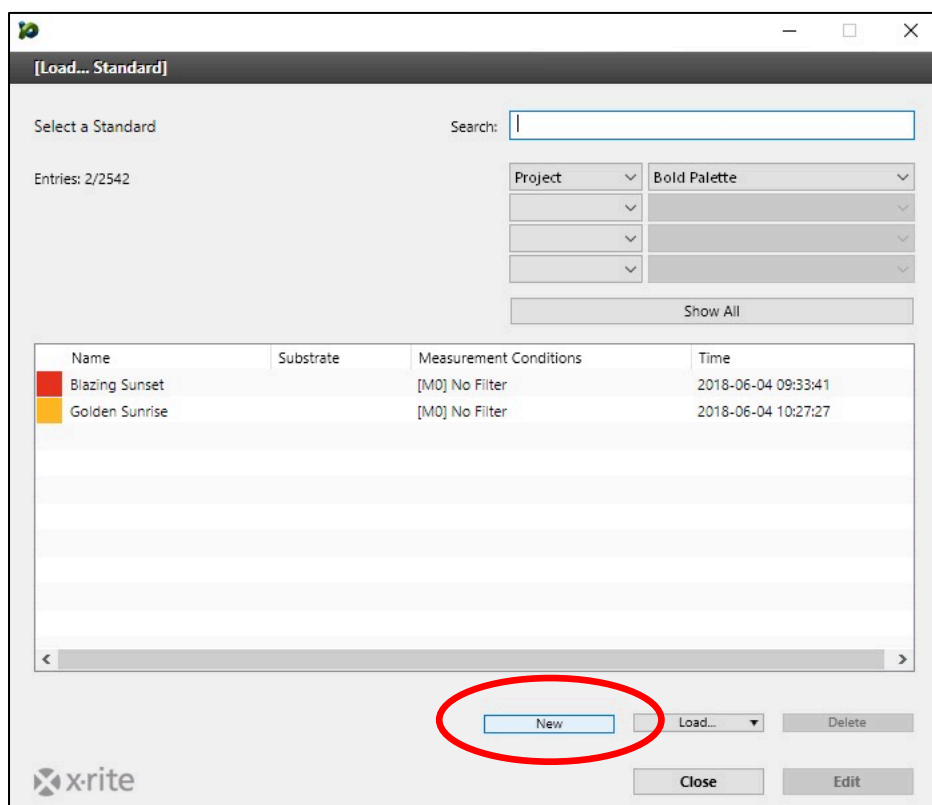 [Load... Standard]
Select a Standard
Search:
Entries: 2/2542
Project
Bold Palette
Show All
Name Substrate Measurement Conditions Time
Blazing Sunset [M0] No Filter 2018-06-04 09:33:41
Golden Sunrise [M0] No Filter 2018-06-04 10:27:27
New Load... Delete
x·rite Close Edit